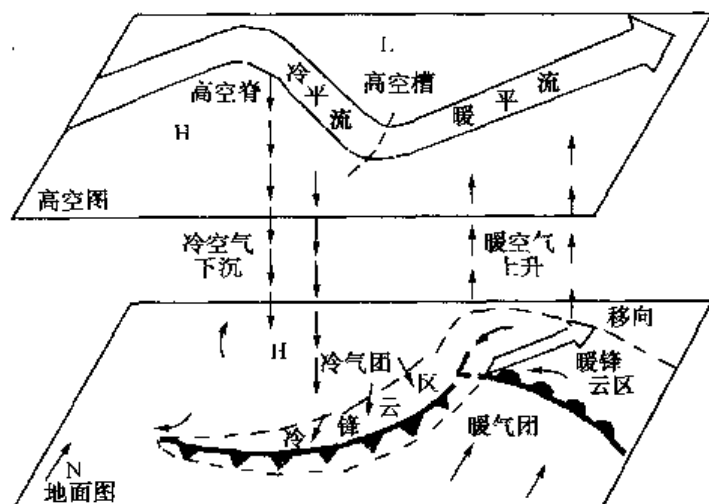 L
高空脊
冷平流
高空槽
暖平流
H
高空图
冷空气
下沉
暖空气
上升
移向
H
冷气团
暖锋
云区
冷锋云区
暖气团
N
地面图